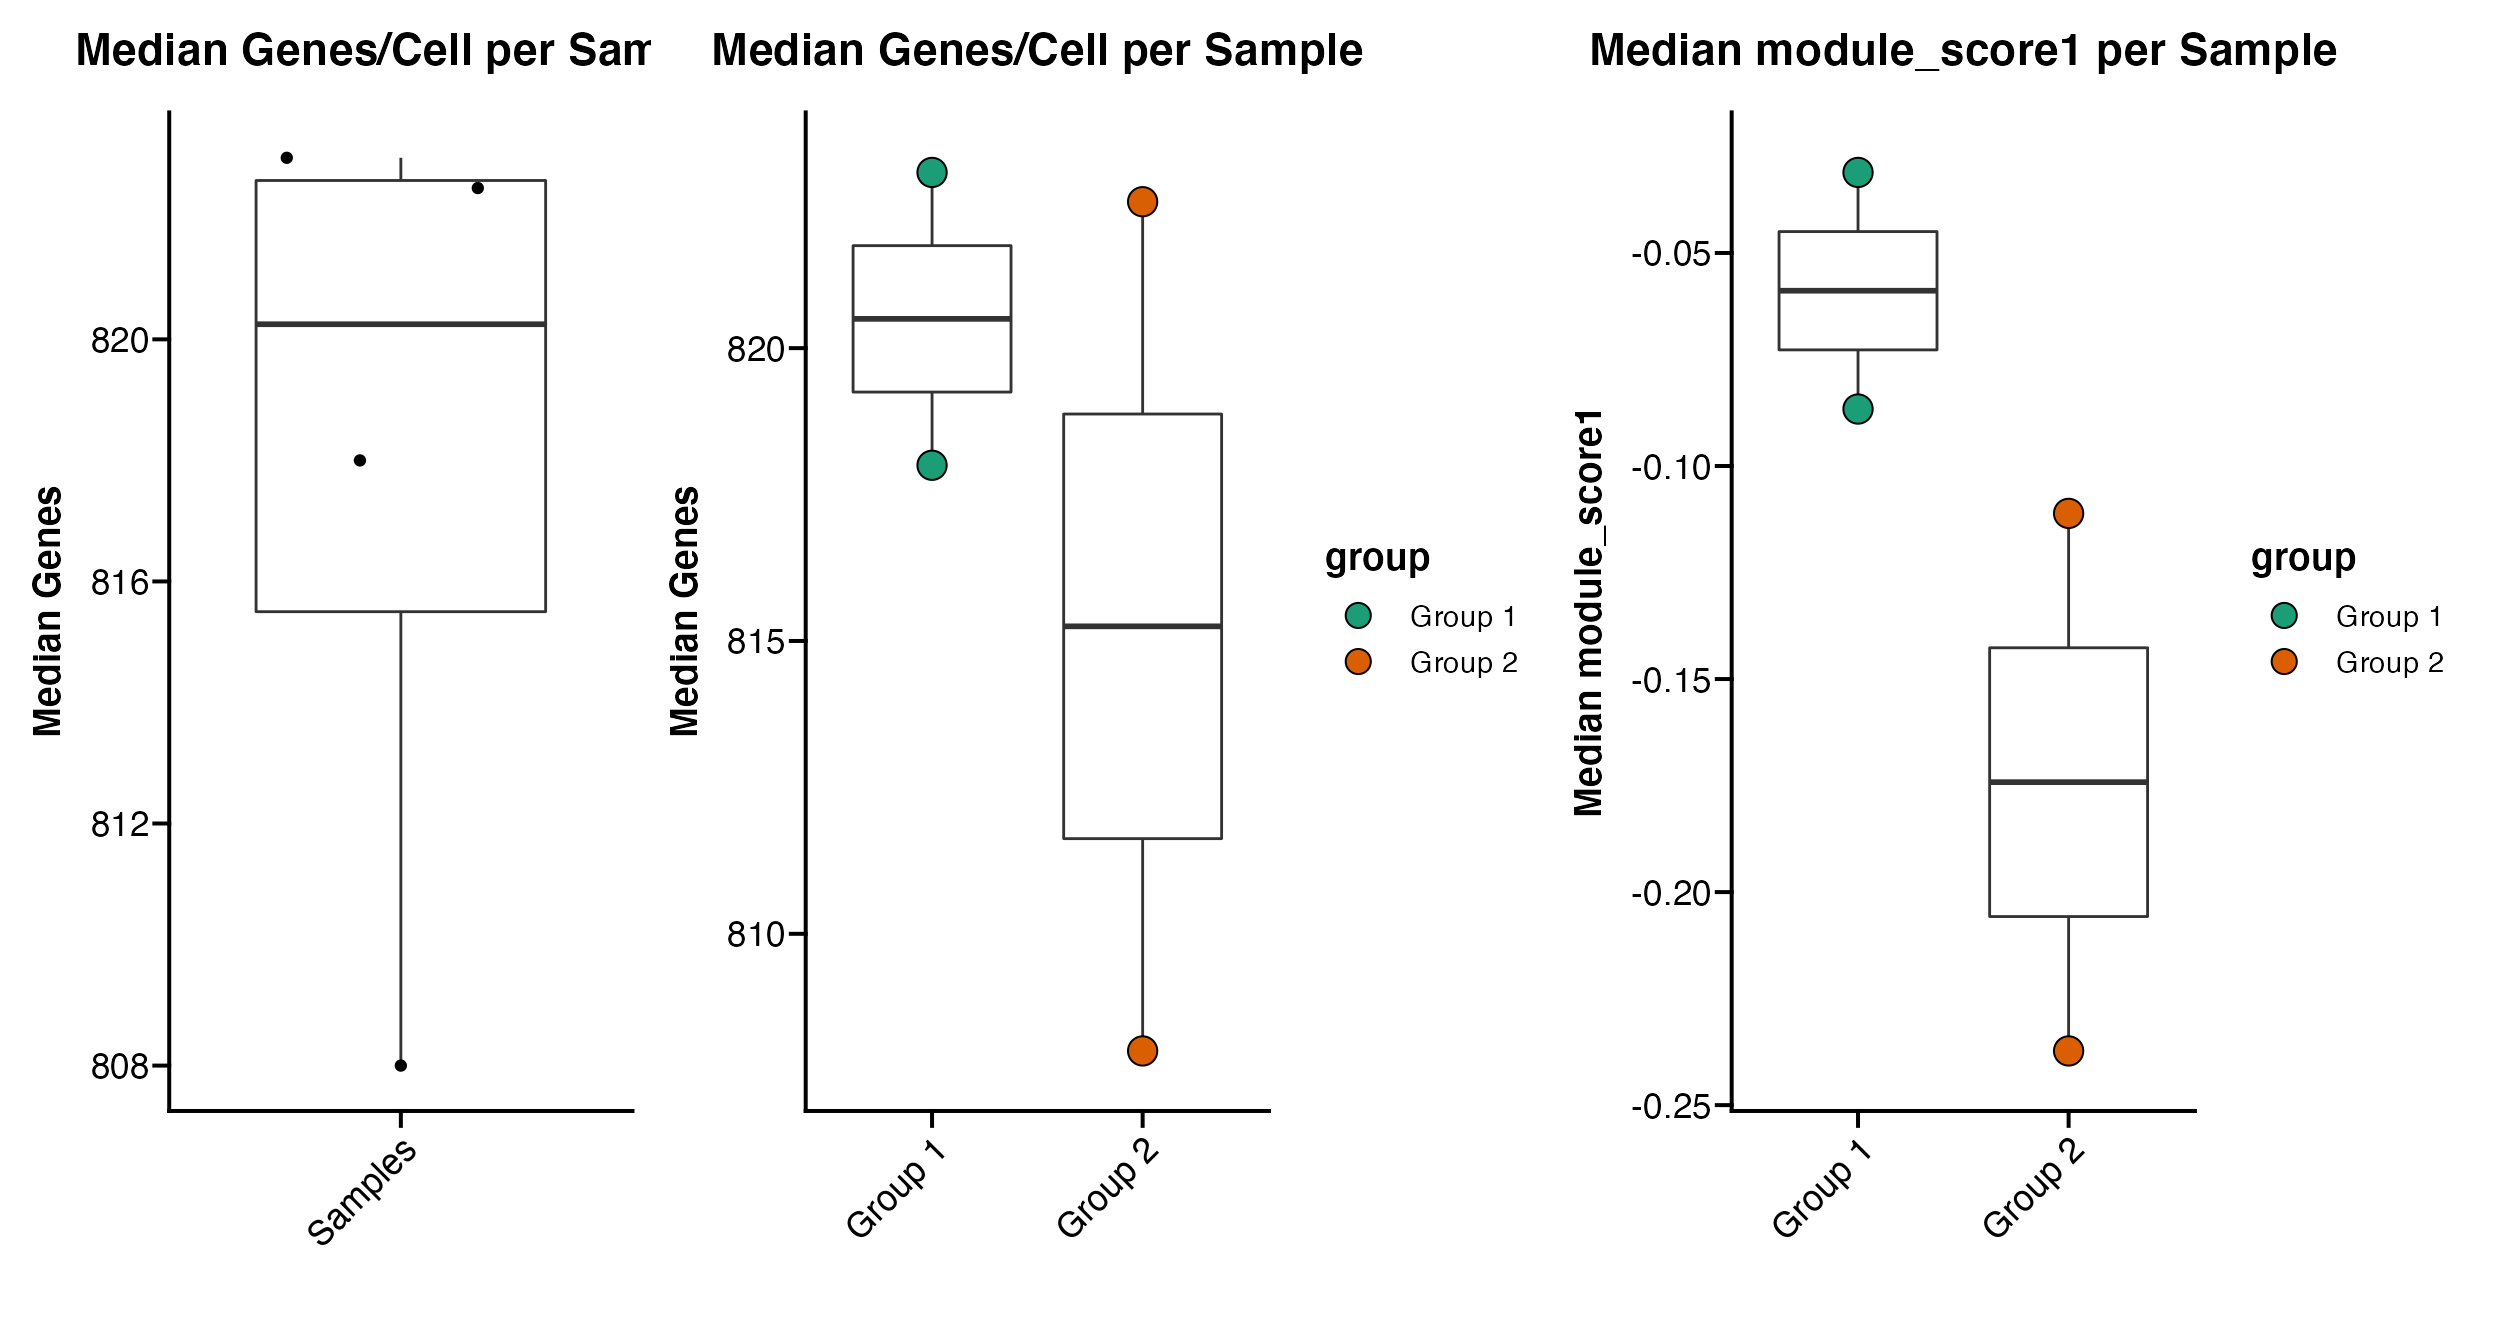 Median Genes/Cell per Sam
Median Genes
820
816
812
808
Samples
Median Genes/Cell per Sample
Median Genes
820
815
810
Group 1
Group 2
group
Group 1
Group 2
Median module_score1 per Sample
Median module_score1
-0.05
-0.10
-0.15
-0.20
-0.25
Group 1
Group 2
group
Group 1
Group 2